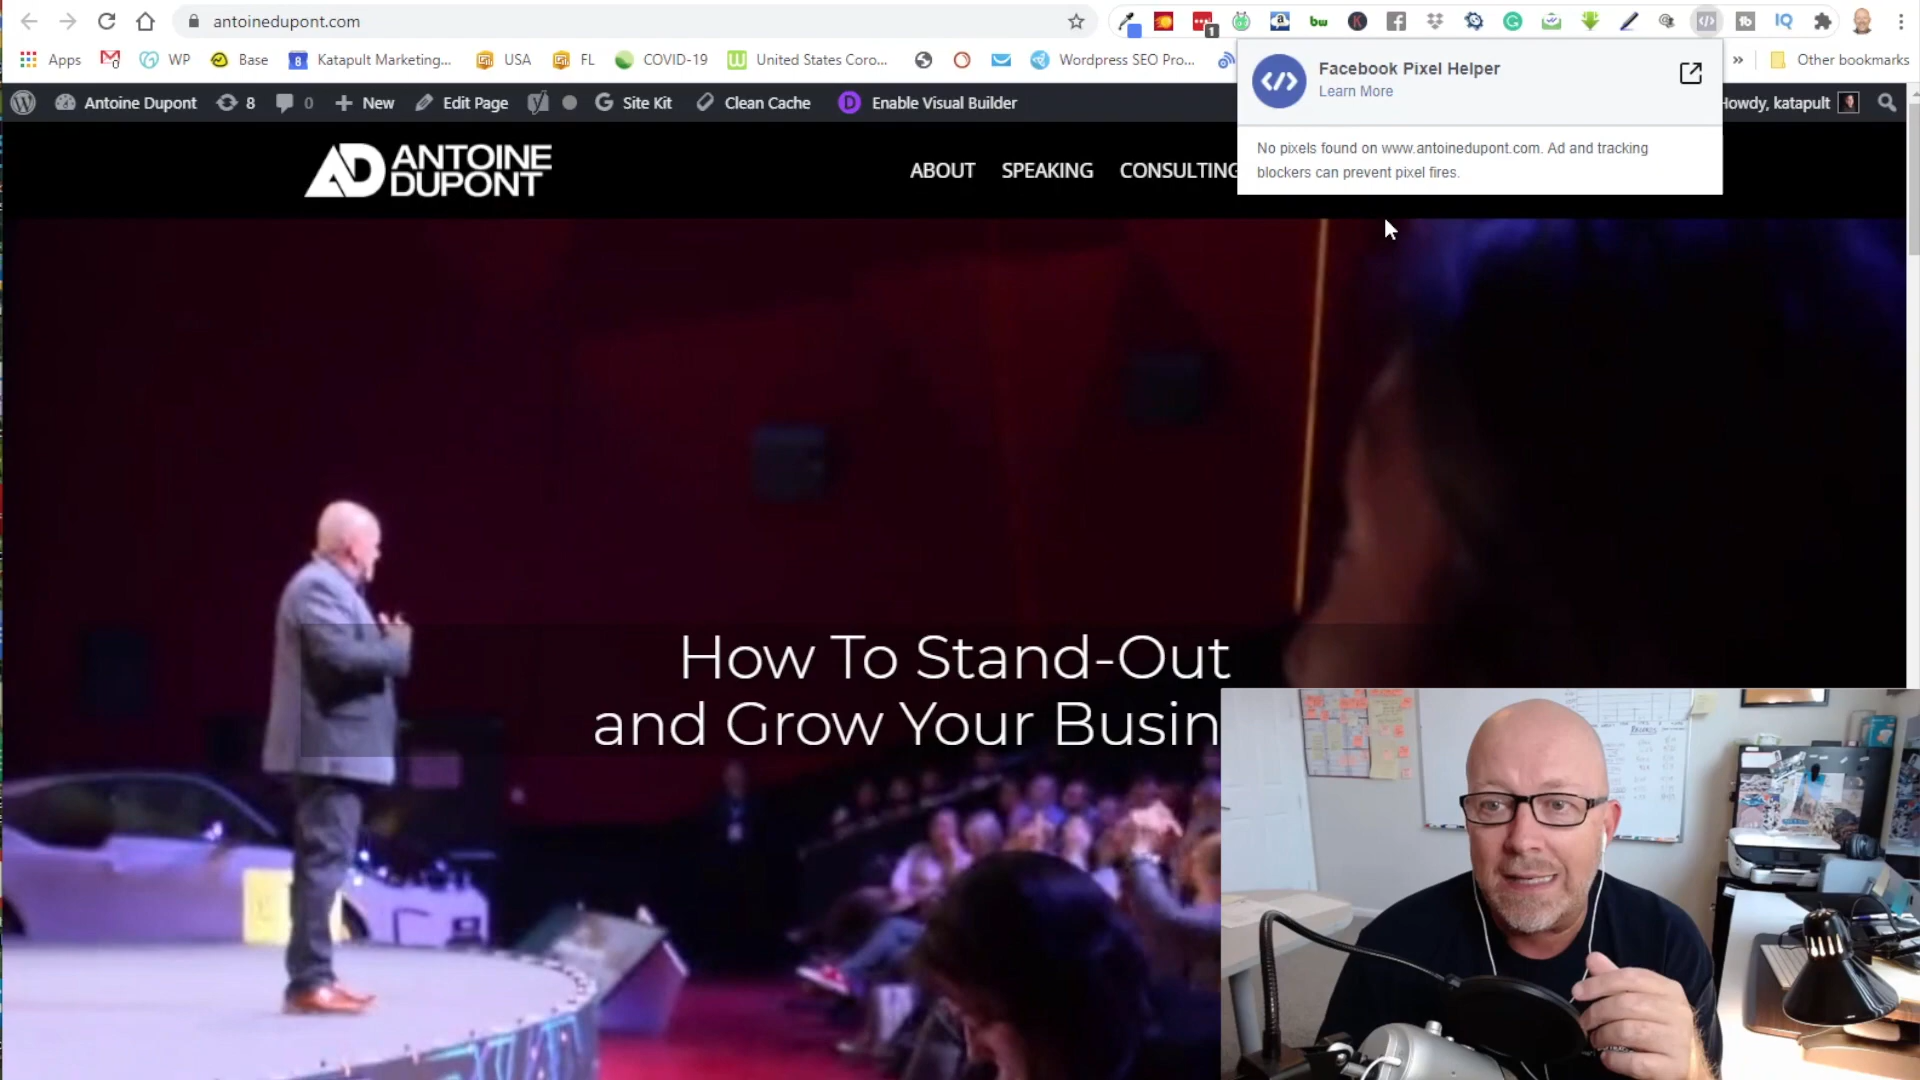 antoinedupont.com
1
Apps
WP
Base
8
Katapult Marketing...
USA
FL
COVID-19
United States Coro...
Wordpress SEO Pro...
»
Other bookmarks
Antoine Dupont
8
0
New
Edit Page
Site Kit
Clean Cache
D
Enable Visual Builder
Howdy, katapult
Facebook Pixel Helper
Learn More
No pixels found on www.antoinedupont.com. Ad and tracking
blockers can prevent pixel fires.
AD ANTOINE
DUPONT
ABOUT
SPEAKING
CONSULTING
How To Stand-Out
and Grow Your Busin